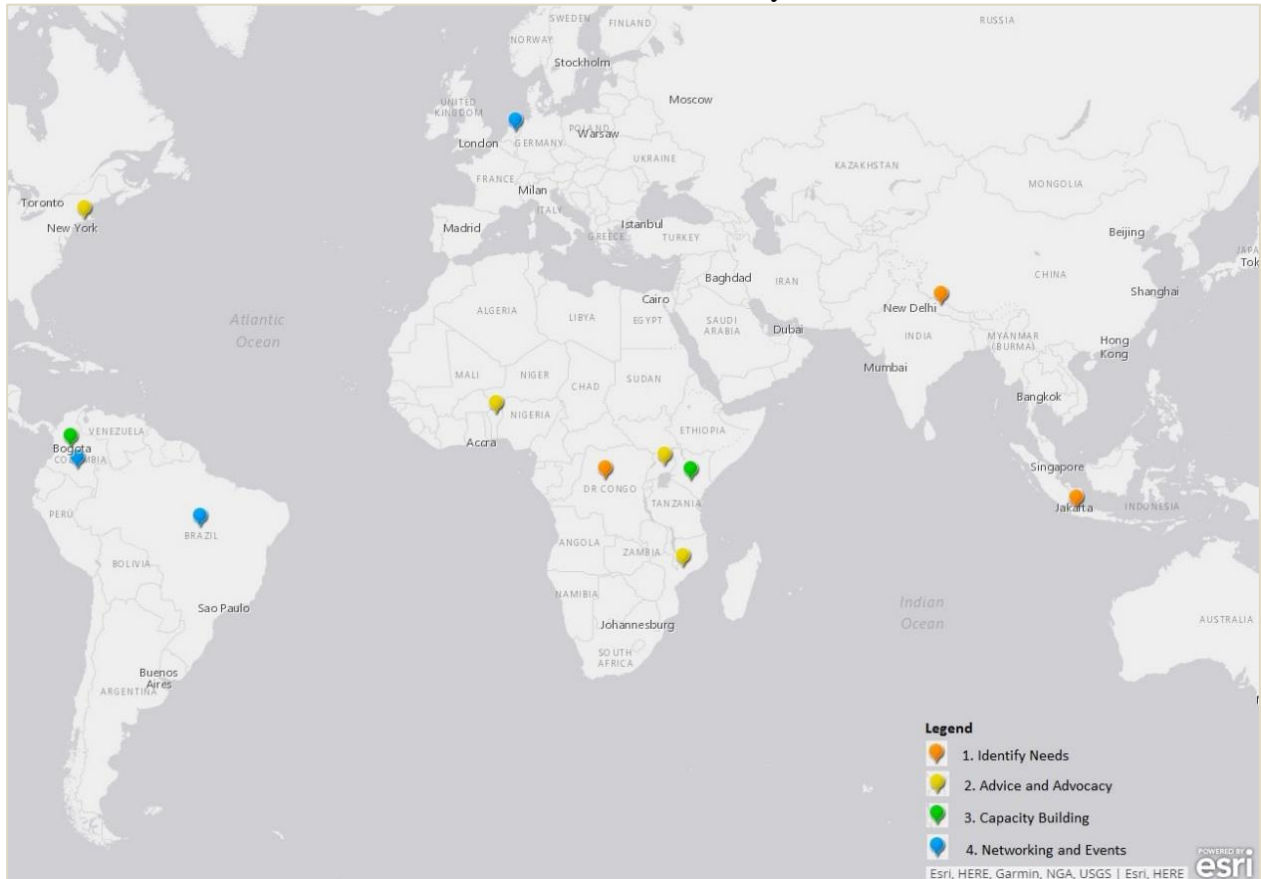 SWEDEN
FINLAND
RUSSIA
NORWAY
Stockholm
Moscow
UNITED
KINGDOM
London
GERMANY
POLAND
Warsaw
UKRAINE
KAZAKHSTAN
MONGOLIA
FRANCE
Milan
ITALY
Toronto
New York
Madrid
Istanbul
GREECE
TURKEY
Beijing
JAPA
Tok
CHINA
Shanghai
Baghdad
IRAN
Cairo
New Delhi
ALGERIA
LIBYA
EGYPT
SAUDI
ARABIA
Dubai
Atlantic
Ocean
INDIA
MYANMAR
(BURMA)
Hong
Kong
Mumbai
MALI
NIGER
CHAD
SUDAN
Bangkok
NIGERIA
ETHIOPIA
VENEZUELA
Accra
Bogota
COLOMBIA
Singapore
DR CONGO
TANZANIA
Jakarta
INDONESIA
PERU
BRAZIL
ANGOLA
ZAMBIA
BOLIVIA
NAMIBIA
Indian
Ocean
Sao Paulo
Johannesburg
AUSTRALIA
SOUTH
AFRICA
Buenos
Aires
ARGENTINA
Legend
1. Identify Needs
2. Advice and Advocacy
3. Capacity Building
4. Networking and Events
POWERED BY
esri
Esri, HERE, Garmin, NGA, USGS | Esri, HERE